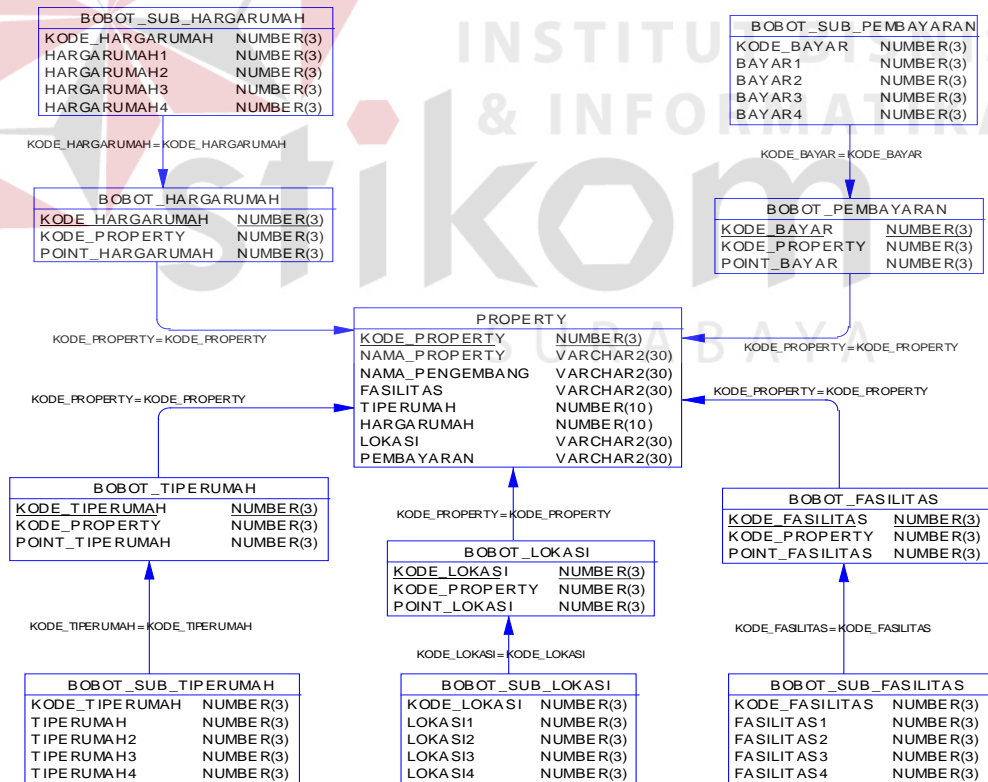 INSTITUT BISNIS
& INFORMATIKA
stikom
SURABAYA
BOBOT_SUB_HARGARUMAH
KODE_HARGARUMAH NUMBER(3)
HARGARUMAH1 NUMBER(3)
HARGARUMAH2 NUMBER(3)
HARGARUMAH3 NUMBER(3)
HARGARUMAH4 NUMBER(3)
BOBOT_SUB_PEMBAYARAN
KODE_BAYAR NUMBER(3)
BAYAR1 NUMBER(3)
BAYAR2 NUMBER(3)
BAYAR3 NUMBER(3)
BAYAR4 NUMBER(3)
KODE_HARGARUMAH=KODE_HARGARUMAH
KODE_BAYAR=KODE_BAYAR
BOBOT_HARGARUMAH
KODE_HARGARUMAH NUMBER(3)
KODE_PROPERTY NUMBER(3)
POINT_HARGARUMAH NUMBER(3)
BOBOT_PEMBAYARAN
KODE_BAYAR NUMBER(3)
KODE_PROPERTY NUMBER(3)
POINT_BAYAR NUMBER(3)
KODE_PROPERTY=KODE_PROPERTY
KODE_PROPERTY=KODE_PROPERTY
PROPERTY
KODE_PROPERTY NUMBER(3)
NAMA_PROPERTY VARCHAR2(30)
NAMA_PENGEMBANG VARCHAR2(30)
FASILITAS VARCHAR2(30)
TIPERUMAH NUMBER(10)
HARGARUMAH NUMBER(10)
LOKASI VARCHAR2(30)
PEMBAYARAN VARCHAR2(30)
KODE_PROPERTY=KODE_PROPERTY
KODE_PROPERTY=KODE_PROPERTY
BOBOT_TIPERUMAH
KODE_TIPERUMAH NUMBER(3)
KODE_PROPERTY NUMBER(3)
POINT_TIPERUMAH NUMBER(3)
KODE_PROPERTY=KODE_PROPERTY
BOBOT_LOKASI
KODE_LOKASI NUMBER(3)
KODE_PROPERTY NUMBER(3)
POINT_LOKASI NUMBER(3)
BOBOT_FASILITAS
KODE_FASILITAS NUMBER(3)
KODE_PROPERTY NUMBER(3)
POINT_FASILITAS NUMBER(3)
KODE_TIPERUMAH=KODE_TIPERUMAH
KODE_LOKASI=KODE_LOKASI
KODE_FASILITAS=KODE_FASILITAS
BOBOT_SUB_TIPERUMAH
KODE_TIPERUMAH NUMBER(3)
TIPERUMAH NUMBER(3)
TIPERUMAH2 NUMBER(3)
TIPERUMAH3 NUMBER(3)
TIPERUMAH4 NUMBER(3)
BOBOT_SUB_LOKASI
KODE_LOKASI NUMBER(3)
LOKASI1 NUMBER(3)
LOKASI2 NUMBER(3)
LOKASI3 NUMBER(3)
LOKASI4 NUMBER(3)
BOBOT_SUB_FASILITAS
KODE_FASILITAS NUMBER(3)
FASILITAS1 NUMBER(3)
FASILITAS2 NUMBER(3)
FASILITAS3 NUMBER(3)
FASILITAS4 NUMBER(3)